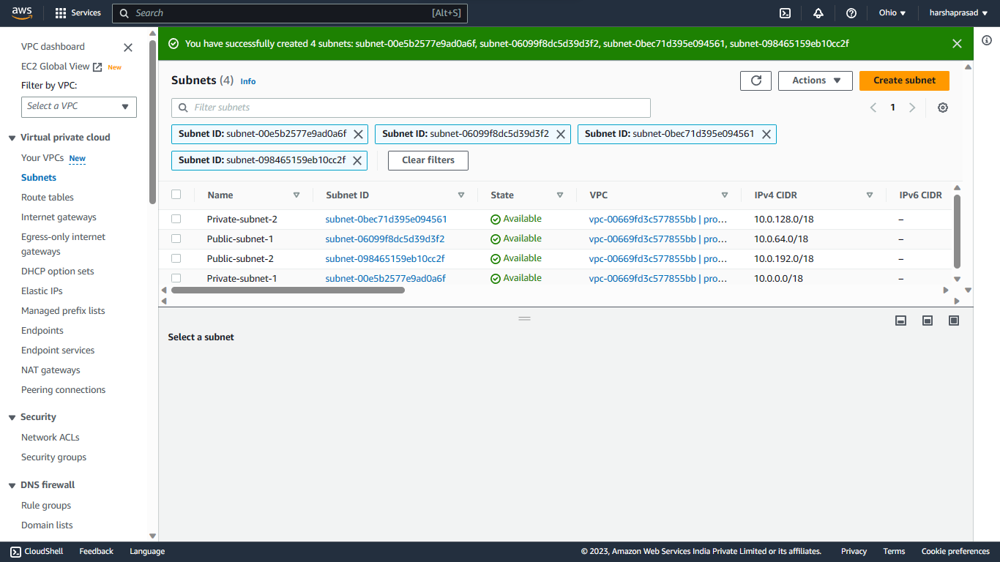 aws Services Search [Alt+S] Ohio harshaprasad
VPC dashboard
EC2 Global View New
Filter by VPC:
Select a VPC
Virtual private cloud
Your VPCs New
Subnets
Route tables
Internet gateways
Egress-only internet
gateways
DHCP option sets
Elastic IPs
Managed prefix lists
Endpoints
Endpoint services
NAT gateways
Peering connections
Security
Network ACLs
Security groups
DNS firewall
Rule groups
Domain lists
You have successfully created 4 subnets: subnet-00e5b2577e9ad0a6f, subnet-06099f8dc5d39d3f2, subnet-0bec71d395e094561, subnet-098465159eb10cc2f
Subnets (4) Info Actions Create subnet
Filter subnets 1
Subnet ID: subnet-00e5b2577e9ad0a6f Subnet ID: subnet-06099f8dc5d39d3f2 Subnet ID: subnet-0bec71d395e094561
Subnet ID: subnet-098465159eb10cc2f Clear filters
Name Subnet ID State VPC IPv4 CIDR IPv6 CIDR
Private-subnet-2 subnet-0bec71d395e094561 Available vpc-00669fd3c577855bb | pro... 10.0.128.0/18 –
Public-subnet-1 subnet-06099f8dc5d39d3f2 Available vpc-00669fd3c577855bb | pro... 10.0.64.0/18 –
Public-subnet-2 subnet-098465159eb10cc2f Available vpc-00669fd3c577855bb | pro... 10.0.192.0/18 –
Private-subnet-1 subnet-00e5b2577e9ad0a6f Available vpc-00669fd3c577855bb | pro... 10.0.0.0/18 –
Select a subnet
CloudShell Feedback Language © 2023, Amazon Web Services India Private Limited or its affiliates. Privacy Terms Cookie preferences